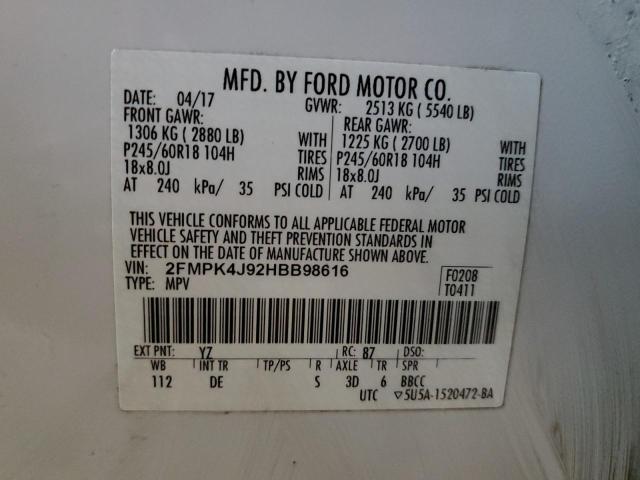 MFD. BY FORD MOTOR CO.
DATE: 04/17 GVWR: 2513 KG ( 5540 LB)
FRONT GAWR: REAR GAWR:
1306 KG ( 2880 LB) WITH 1225 KG ( 2700 LB) WITH
P245/60R18 104H TIRES P245/60R18 104H TIRES
18x8.0J RIMS 18x8.0J RIMS
AT 240 kPa/ 35 PSI COLD AT 240 kPa/ 35 PSI COLD
THIS VEHICLE CONFORMS TO ALL APPLICABLE FEDERAL MOTOR
VEHICLE SAFETY AND THEFT PREVENTION STANDARDS IN
EFFECT ON THE DATE OF MANUFACTURE SHOWN ABOVE.
VIN: 2FMPK4J92HBB98616 F0208
TYPE: MPV T0411
EXT PNT: YZ RC: 87 DSO:
WB INT TR TP/PS R AXLE TR SPR
112 DE S 3D 6 BBCC
UTC ▽5U5A-1520472-BA